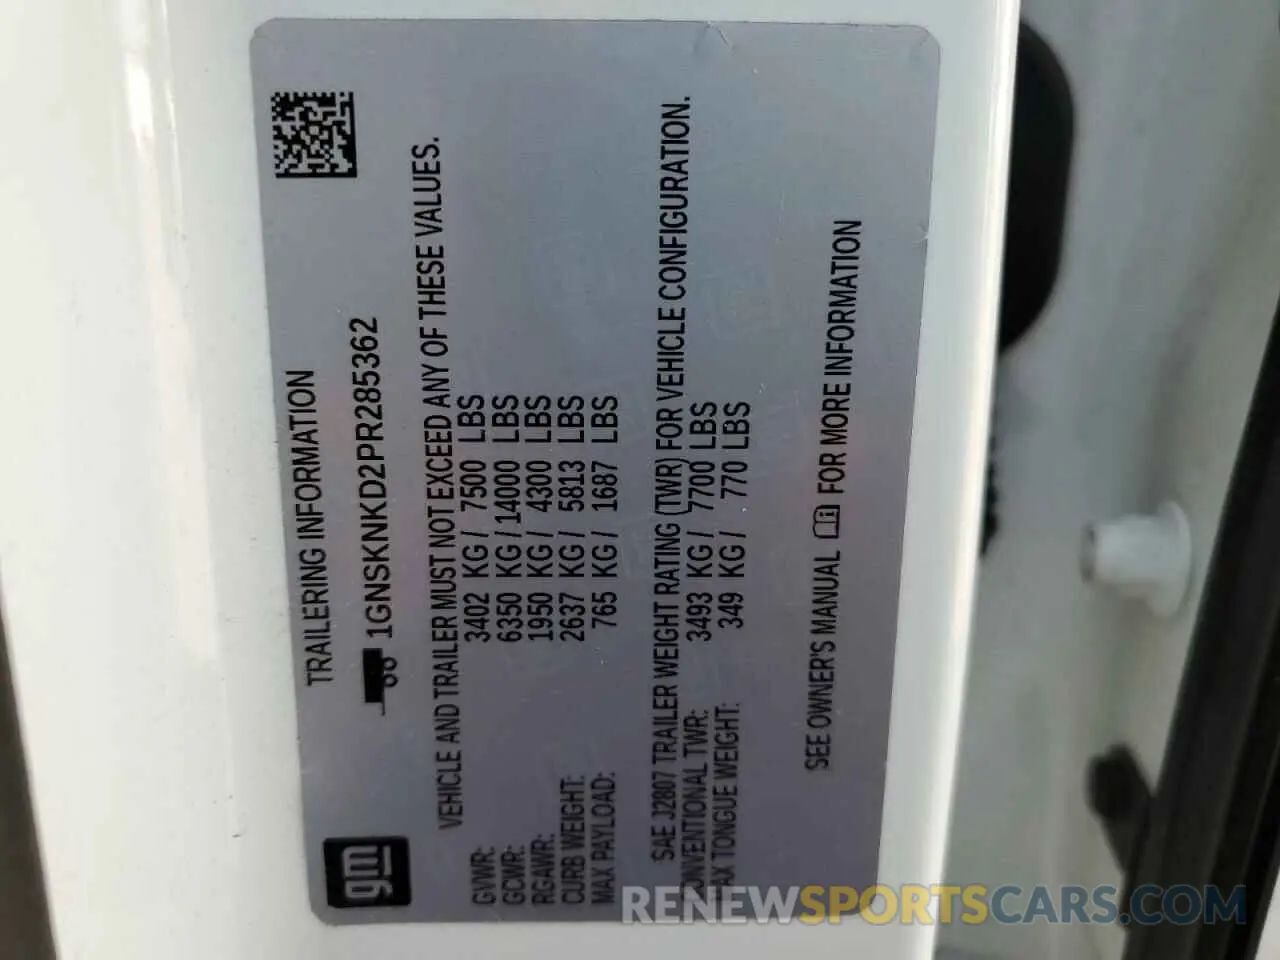 TRAILERING INFORMATION
1GNSKNKD2PR285362
VEHICLE AND TRAILER MUST NOT EXCEED ANY OF THESE VALUES.
GVWR: 3402 KG / 7500 LBS
GCWR: 6350 KG / 14000 LBS
RGAWR: 1950 KG / 4300 LBS
CURB WEIGHT: 2637 KG / 5813 LBS
MAX PAYLOAD: 765 KG / 1687 LBS
SAE J2807 TRAILER WEIGHT RATING (TWR) FOR VEHICLE CONFIGURATION.
CONVENTIONAL TWR: 3493 KG / 7700 LBS
MAX TONGUE WEIGHT: 349 KG / 770 LBS
SEE OWNER'S MANUAL FOR MORE INFORMATION
gm
RENEWSPORTSCARS.COM